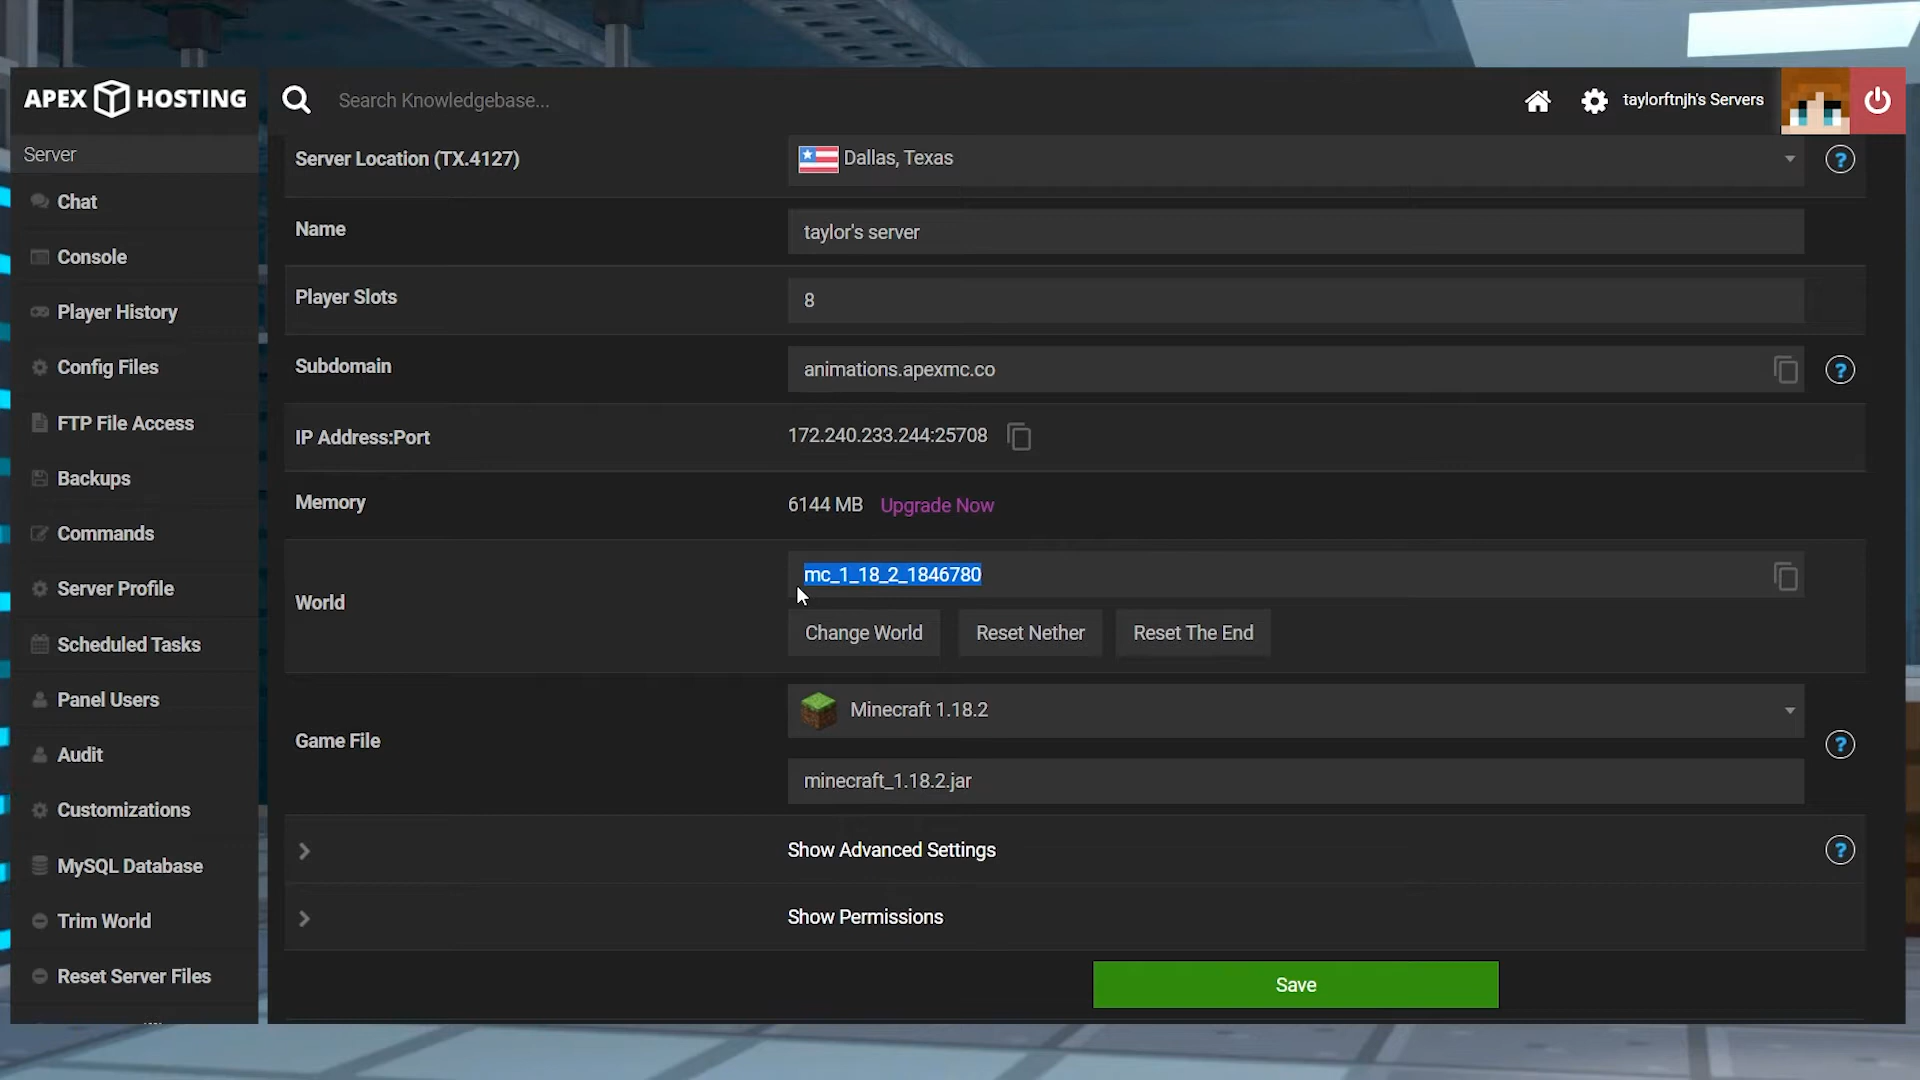 APEX HOSTING
Search Knowledgebase...
taylorftnjh's Servers
Server
Chat
Console
Player History
Config Files
FTP File Access
Backups
Commands
Server Profile
Scheduled Tasks
Panel Users
Audit
Customizations
MySQL Database
Trim World
Reset Server Files
Server Location (TX.4127)
Dallas, Texas
?
Name
taylor's server
Player Slots
8
Subdomain
animations.apexmc.co
?
IP Address:Port
172.240.233.244:25708
Memory
6144 MB Upgrade Now
World
mc_1_18_2_1846780
Change World
Reset Nether
Reset The End
Game File
Minecraft 1.18.2
?
minecraft_1.18.2.jar
Show Advanced Settings
?
Show Permissions
Save